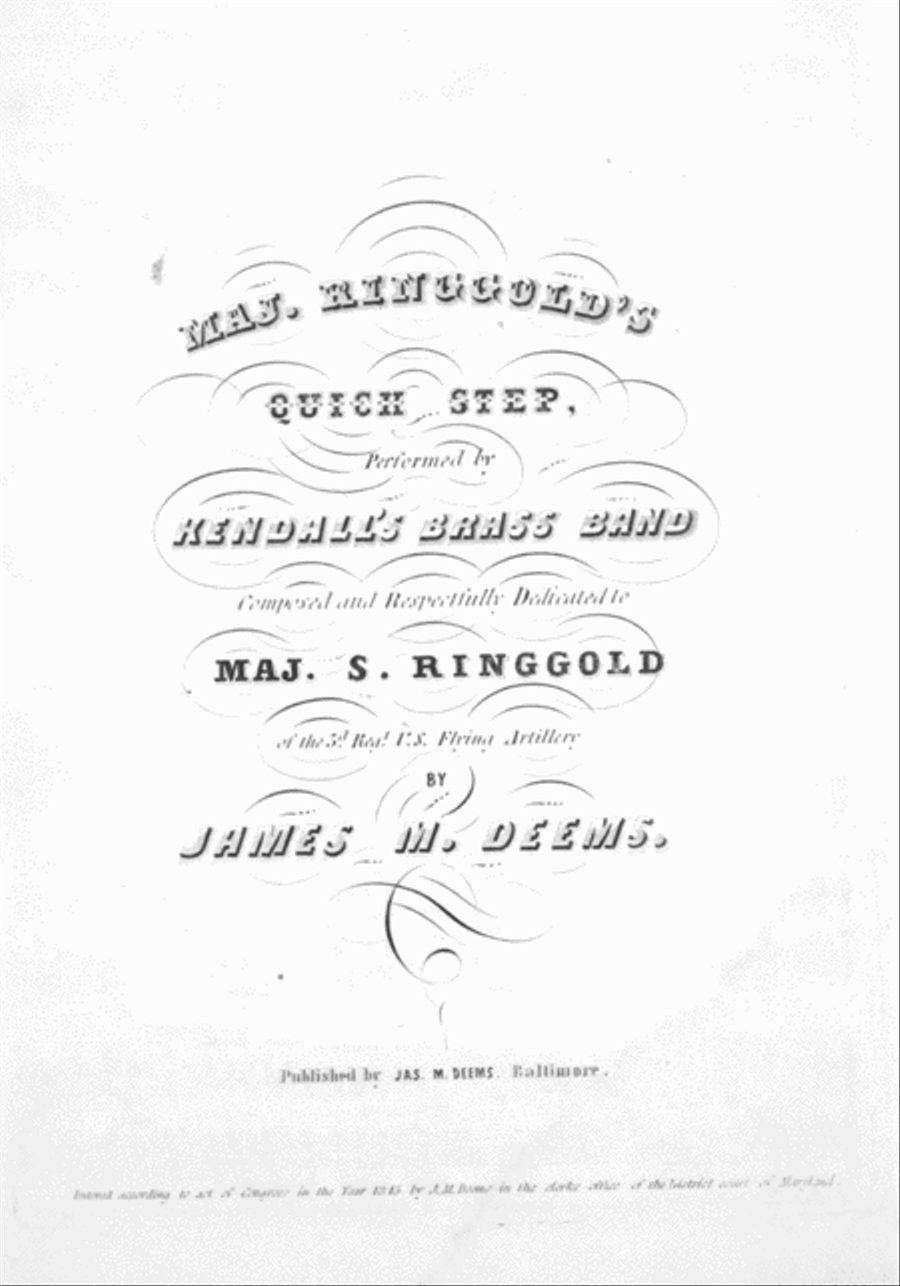 MAJ. RINGGOLD'S
QUICK STEP,
Performed by
KENDALL'S BRASS BAND
Composed and Respectfully Dedicated to
MAJ. S. RINGGOLD
of the 3d Regt U.S. Flying Artillery
BY
JAMES M. DEEMS.
Published by JAS. M. DEEMS. Baltimore.
Entered according to act of Congress in the Year 1845 by J.M. Deems in the clerks office of the District court of Maryland.